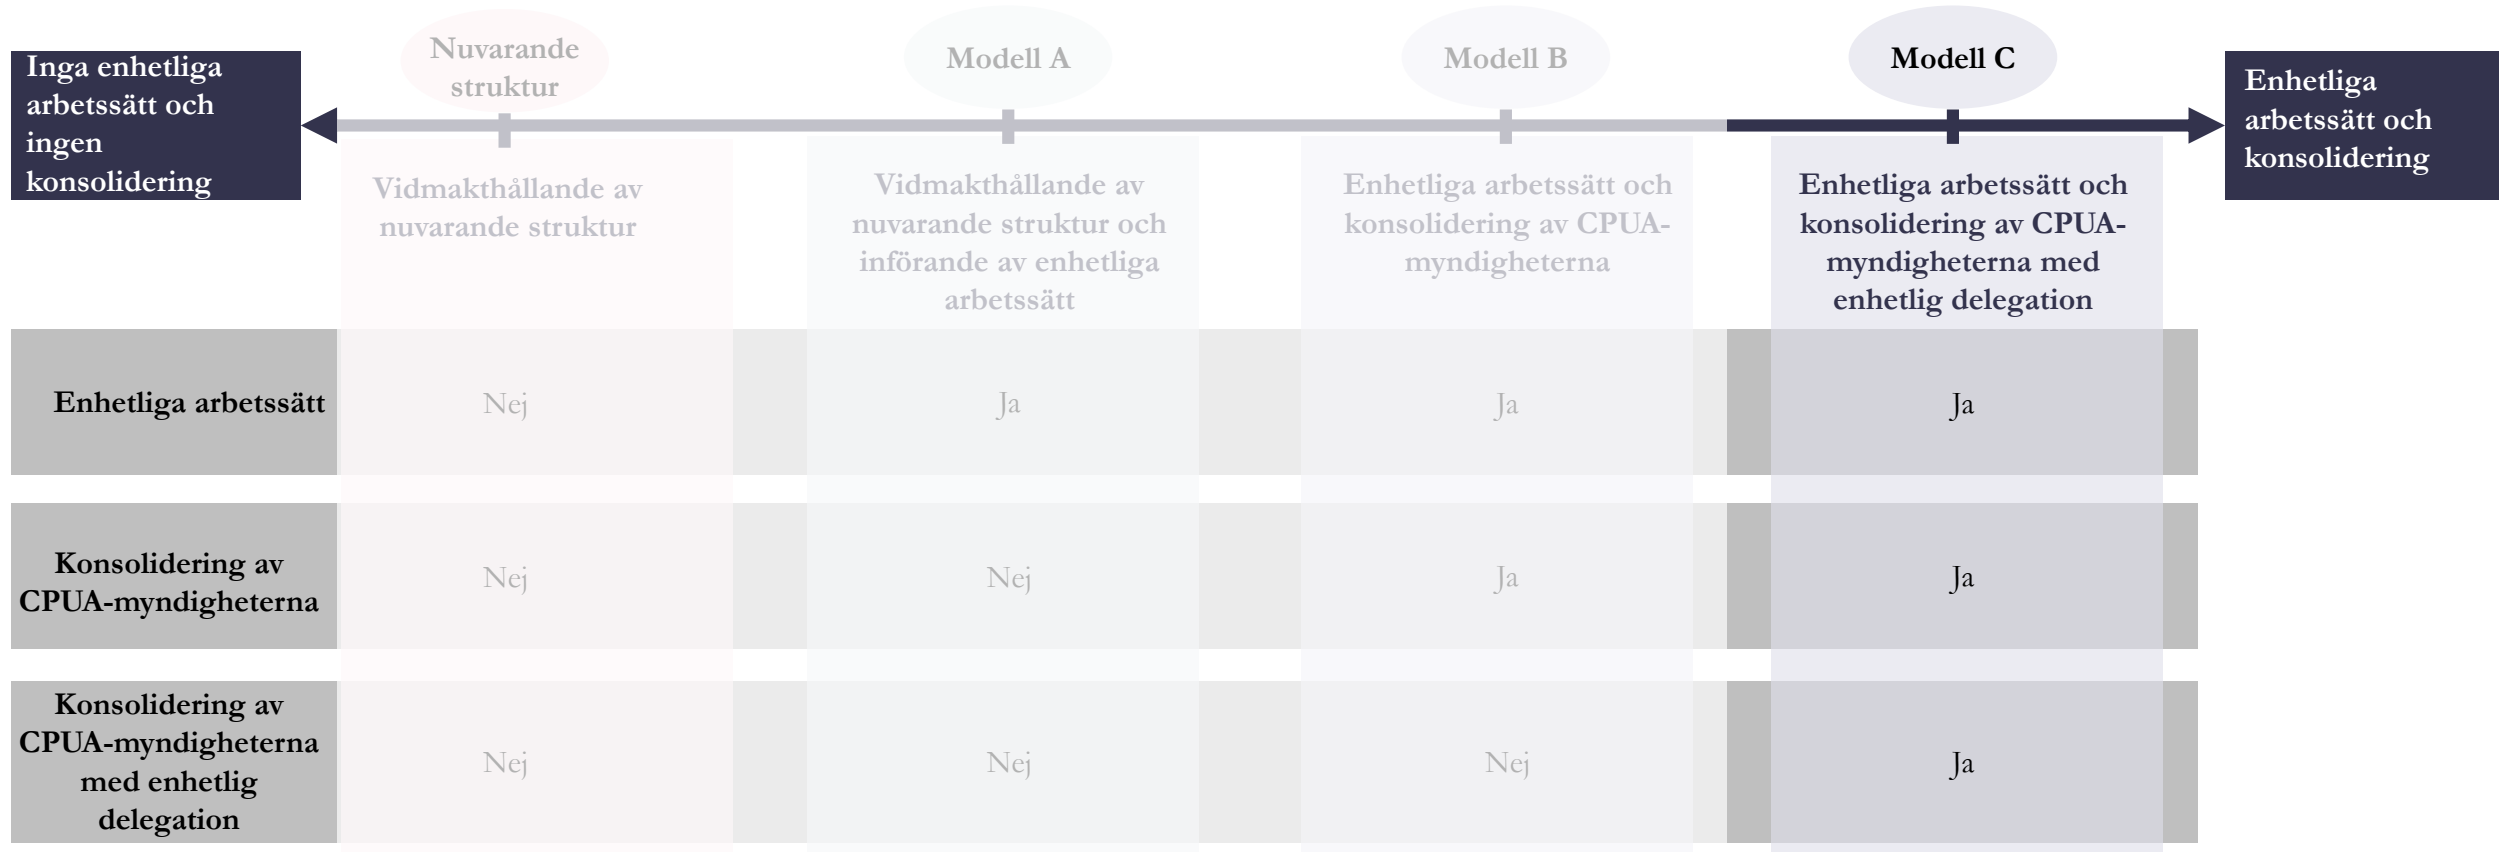 Inga enhetliga
arbetssätt och
ingen
konsolidering
Nuvarande
struktur
Modell A
Modell B
Modell C
Enhetliga
arbetssätt och
konsolidering
Vidmakthållande av
nuvarande struktur
Vidmakthållande av
nuvarande struktur och
införande av enhetliga
arbetssätt
Enhetliga arbetssätt och
konsolidering av CPUA-
myndigheterna
Enhetliga arbetssätt och
konsolidering av CPUA-
myndigheterna med
enhetlig delegation
Enhetliga arbetssätt
Nej
Ja
Ja
Ja
Konsolidering av
CPUA-myndigheterna
Nej
Nej
Ja
Ja
Konsolidering av
CPUA-myndigheterna
med enhetlig
delegation
Nej
Nej
Nej
Ja